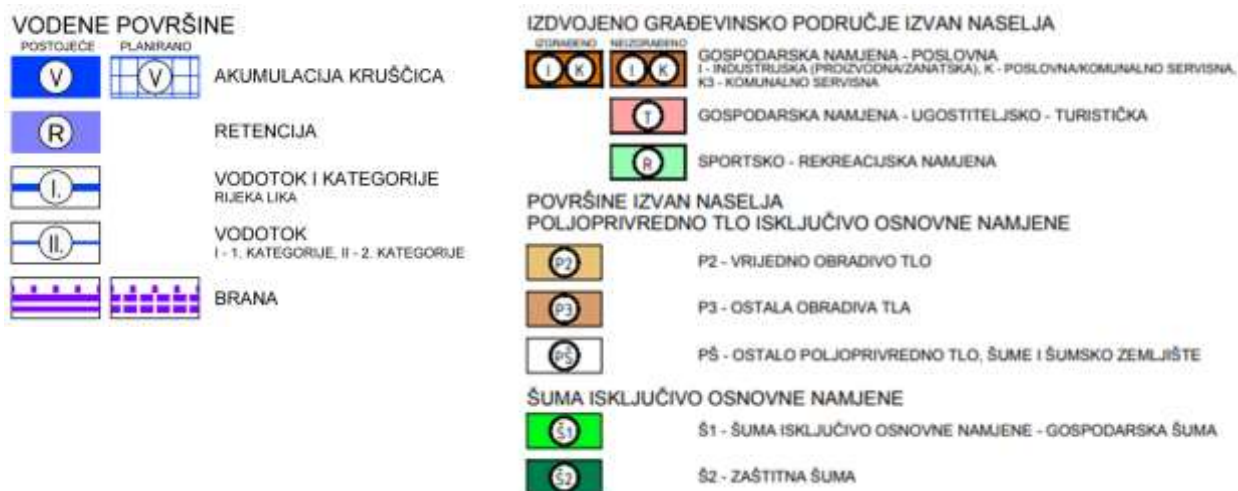 VODENE POVRŠINE
POSTOJEĆE PLANIRANO
V V AKUMULACIJA KRUŠČICA
R RETENCIJA
I. VODOTOK I KATEGORIJE
RIJEKA LIKA
II. VODOTOK
I - 1. KATEGORIJE, II - 2. KATEGORIJE
BRANA
IZDVOJENO GRAĐEVINSKO PODRUČJE IZVAN NASELJA
IZGRAĐENO NEIZGRAĐENO
I K I K GOSPODARSKA NAMJENA - POSLOVNA
I - INDUSTRIJSKA (PROIZVODNA/ZANATSKA), K - POSLOVNA/KOMUNALNO SERVISNA,
K3 - KOMUNALNO SERVISNA
T GOSPODARSKA NAMJENA - UGOSTITELJSKO - TURISTIČKA
R SPORTSKO - REKREACIJSKA NAMJENA
POVRŠINE IZVAN NASELJA
POLJOPRIVREDNO TLO ISKLJUČIVO OSNOVNE NAMJENE
P2 P2 - VRIJEDNO OBRADIVO TLO
P3 P3 - OSTALA OBRADIVA TLA
PŠ PŠ - OSTALO POLJOPRIVREDNO TLO, ŠUME I ŠUMSKO ZEMLJIŠTE
ŠUMA ISKLJUČIVO OSNOVNE NAMJENE
Š1 Š1 - ŠUMA ISKLJUČIVO OSNOVNE NAMJENE - GOSPODARSKA ŠUMA
Š2 Š2 - ZAŠTITNA ŠUMA